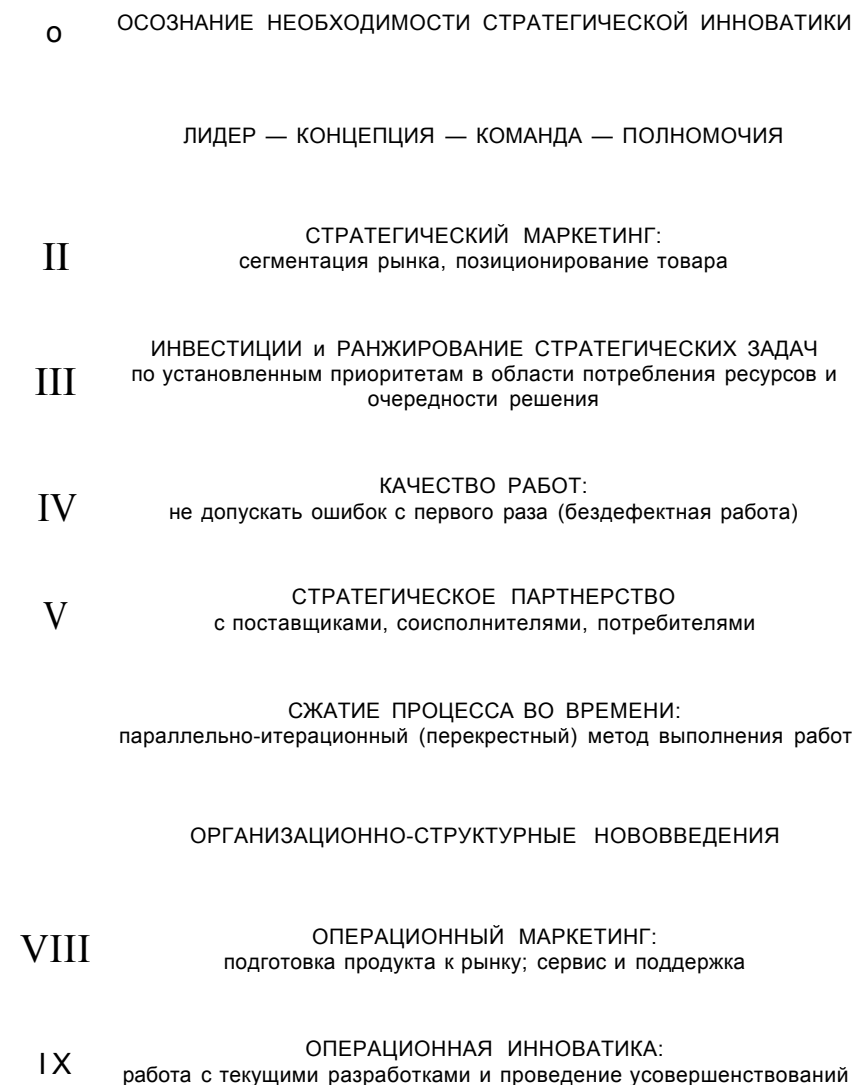 о
ОСОЗНАНИЕ НЕОБХОДИМОСТИ СТРАТЕГИЧЕСКОЙ ИННОВАТИКИ
ЛИДЕР — КОНЦЕПЦИЯ — КОМАНДА — ПОЛНОМОЧИЯ
II
СТРАТЕГИЧЕСКИЙ МАРКЕТИНГ:
сегментация рынка, позиционирование товара
III
ИНВЕСТИЦИИ и РАНЖИРОВАНИЕ СТРАТЕГИЧЕСКИХ ЗАДАЧ
по установленным приоритетам в области потребления ресурсов и
очередности решения
IV
КАЧЕСТВО РАБОТ:
не допускать ошибок с первого раза (бездефектная работа)
V
СТРАТЕГИЧЕСКОЕ ПАРТНЕРСТВО
с поставщиками, соисполнителями, потребителями
СЖАТИЕ ПРОЦЕССА ВО ВРЕМЕНИ:
параллельно-итерационный (перекрестный) метод выполнения работ
ОРГАНИЗАЦИОННО-СТРУКТУРНЫЕ НОВОВВЕДЕНИЯ
VIII
ОПЕРАЦИОННЫЙ МАРКЕТИНГ:
подготовка продукта к рынку; сервис и поддержка
IX
ОПЕРАЦИОННАЯ ИННОВАТИКА:
работа с текущими разработками и проведение усовершенствований